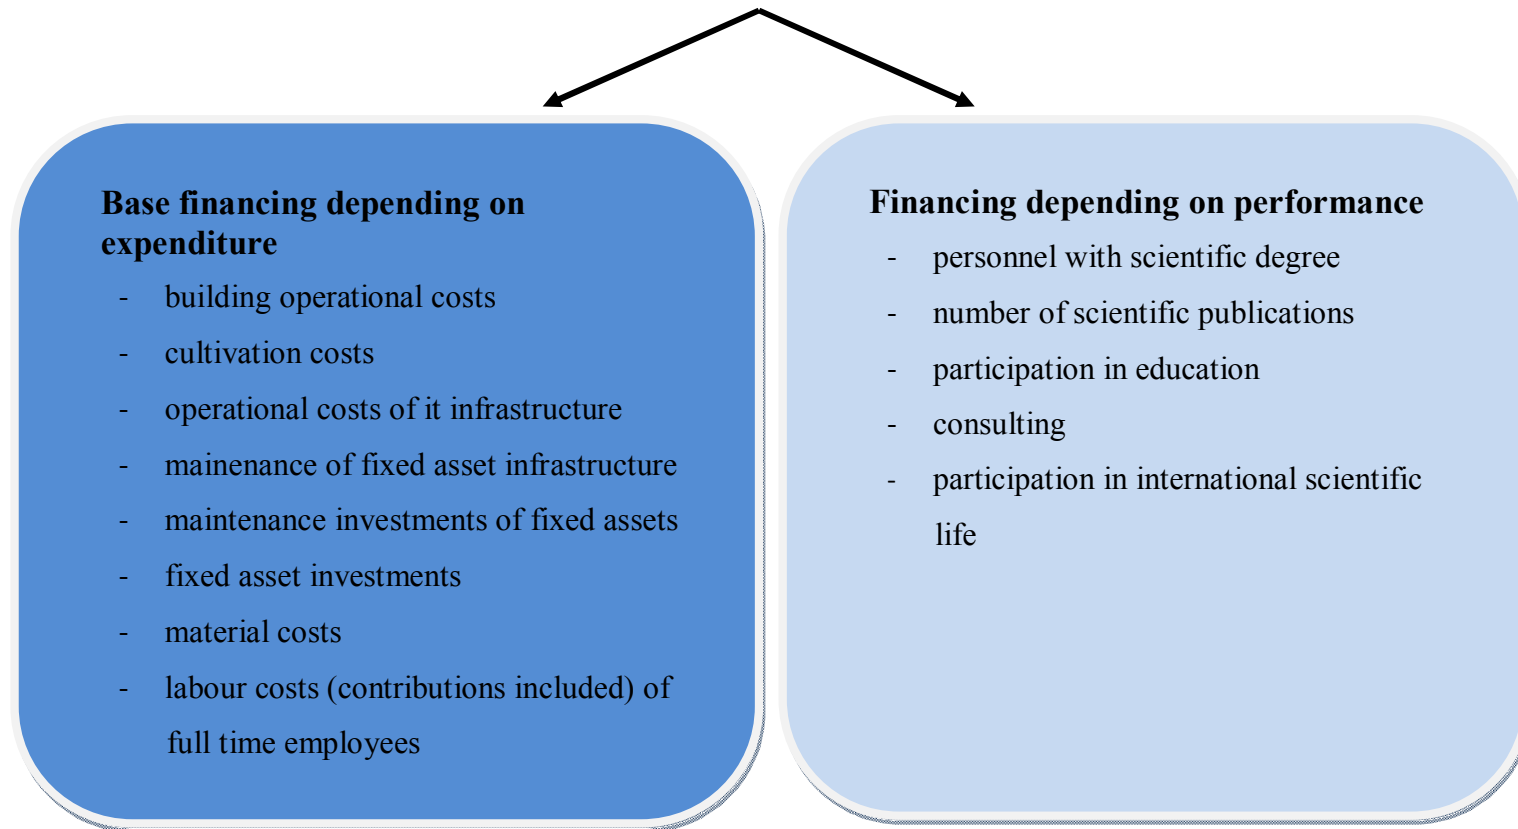 Base financing depending on
expenditure
- building operational costs
- cultivation costs
- operational costs of it infrastructure
- mainenance of fixed asset infrastructure
- maintenance investments of fixed assets
- fixed asset investments
- material costs
- labour costs (contributions included) of
full time employees
Financing depending on performance
- personnel with scientific degree
- number of scientific publications
- participation in education
- consulting
- participation in international scientific
life